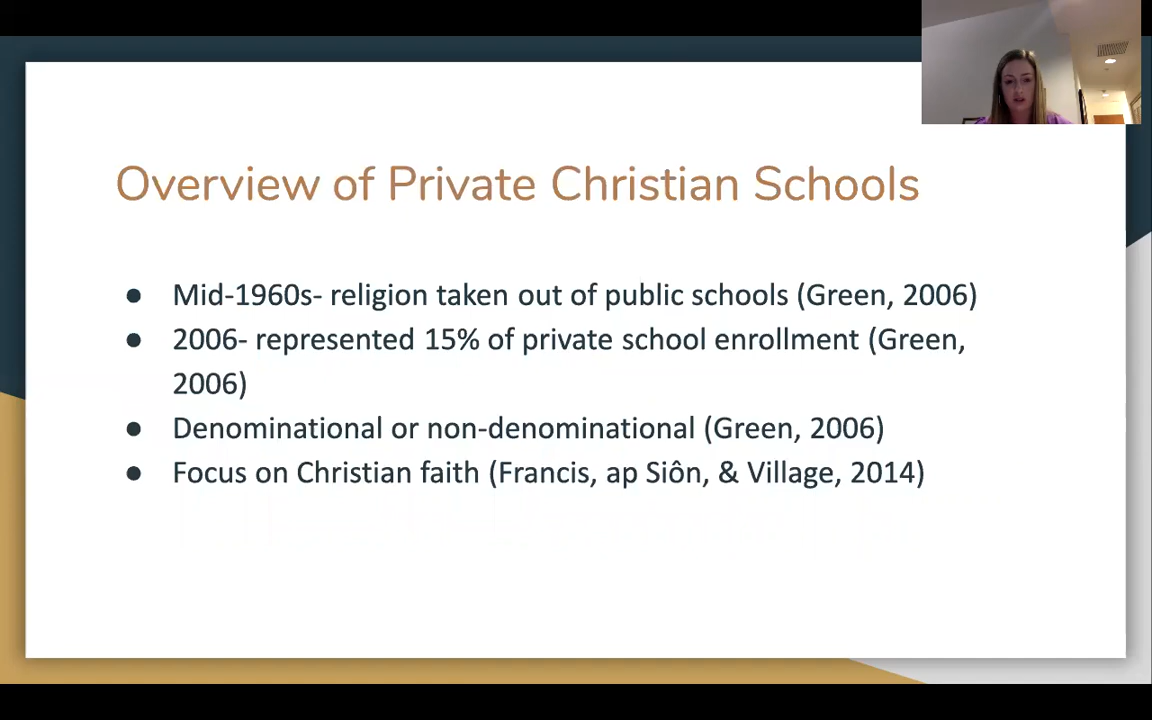 Overview of Private Christian Schools
● Mid-1960s- religion taken out of public schools (Green, 2006)
● 2006- represented 15% of private school enrollment (Green,
2006)
● Denominational or non-denominational (Green, 2006)
● Focus on Christian faith (Francis, ap Siôn, & Village, 2014)